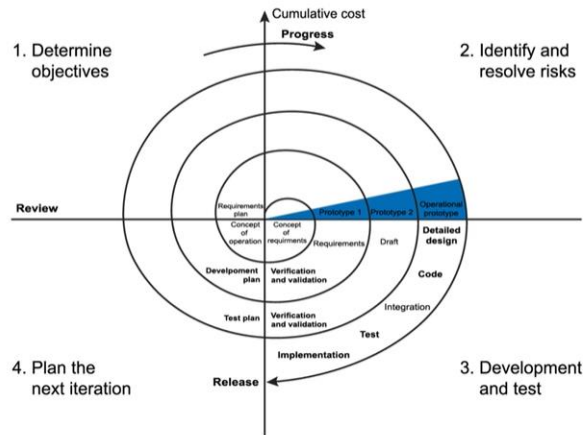 Cumulative cost
Progress
1. Determine
objectives
2. Identify and
resolve risks
Requirements
plan
Prototype 1
Prototype 2
Operational
prototype
Review
Concept
of
operation
Concept
of
requirments
Requirements
Draft
Detailed
design
Develpoment
plan
Verification
and validation
Code
Integration
Test plan
Verification
and validation
Test
Implementation
4. Plan the
next iteration
Release
3. Development
and test